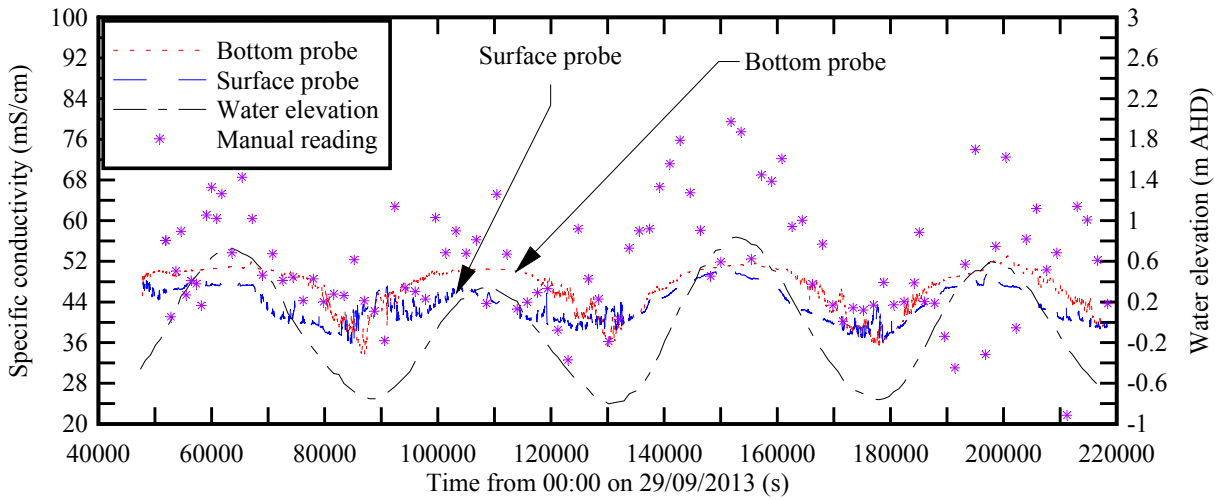 Specific conductivity (mS/cm)
100
92
84
76
68
60
52
44
36
28
20
Bottom probe
Surface probe
Water elevation
Manual reading
Surface probe
Bottom probe
3
2.6
2.2
1.8
1.4
1
0.6
0.2
-0.2
-0.6
-1
Water elevation (m AHD)
40000 60000 80000 100000 120000 140000 160000 180000 200000 220000
Time from 00:00 on 29/09/2013 (s)